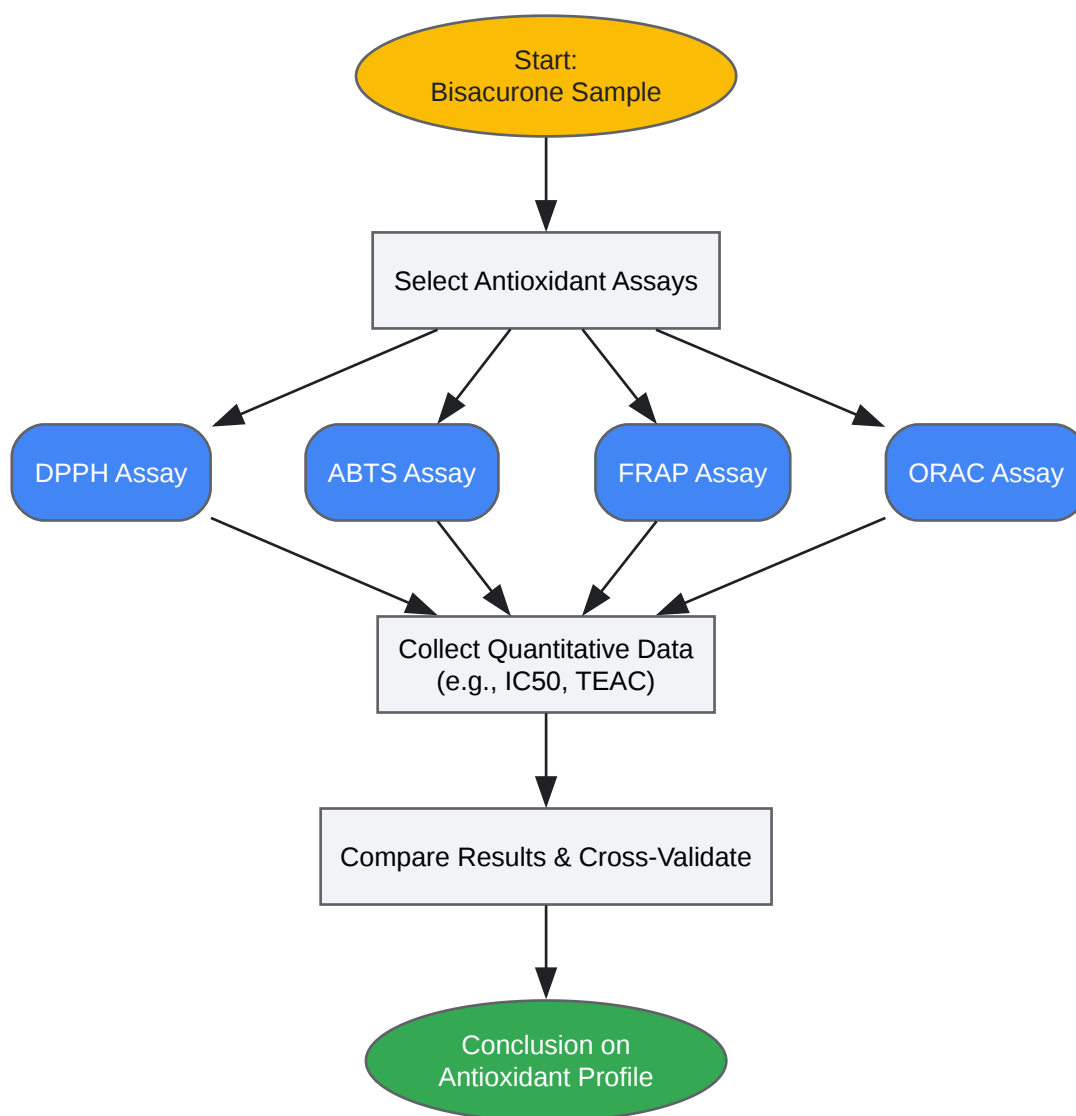 Start:
Bisacurone Sample
Select Antioxidant Assays
DPPH Assay
ABTS Assay
FRAP Assay
ORAC Assay
Collect Quantitative Data
(e.g., IC50, TEAC)
Compare Results & Cross-Validate
Conclusion on
Antioxidant Profile